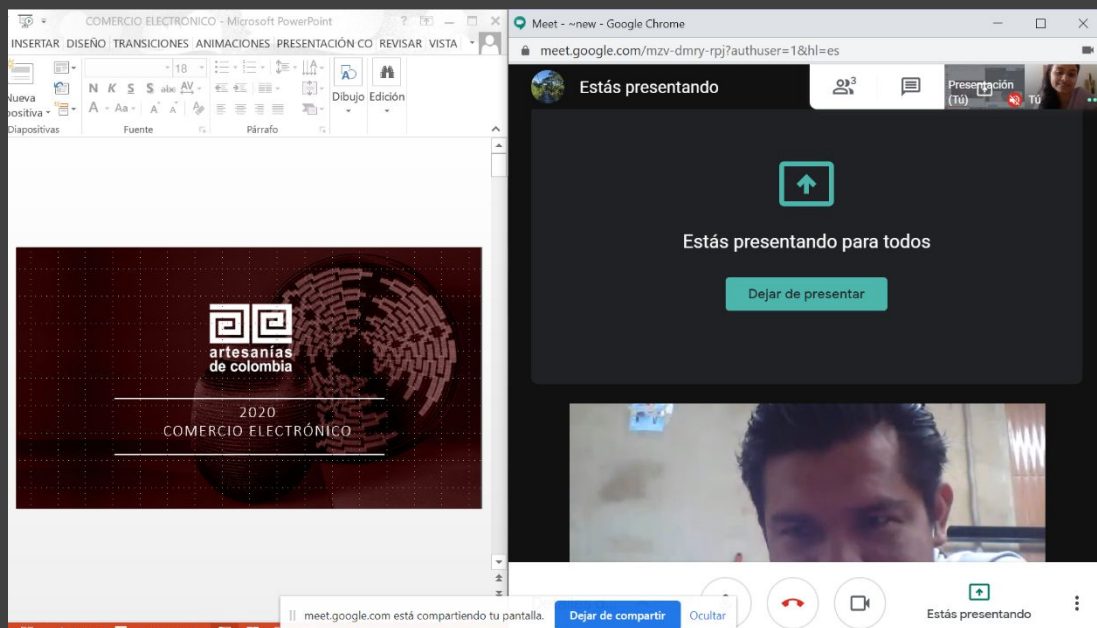 COMERCIO ELECTRONICO - Microsoft PowerPoint
INSERTAR DISEÑO TRANSICIONES ANIMACIONES PRESENTACIÓN CO REVISAR VISTA
18
Nueva
Dibujo Edición
N K S S abc AV
A Aa A A
Diapositivas Fuente Párrafo
artesanías
de colombia
2020
COMERCIO ELECTRÓNICO
Meet - ~new - Google Chrome
meet.google.com/mzv-dmry-rpj?authuser=1&hl=es
Estás presentando
3
Presentación
(Tú)
Tú
Estás presentando para todos
Dejar de presentar
meet.google.com está compartiendo tu pantalla. Dejar de compartir Ocultar
Estás presentando